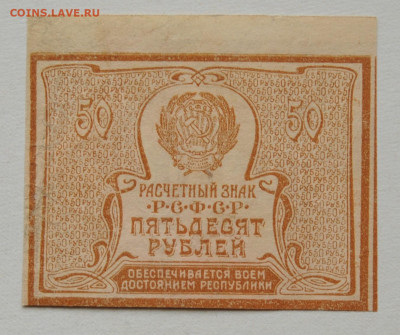 COINS.LAVE.RU
50 50
РАСЧЕТНЫЙ ЗНАК
Р·С·Ф·С·Р
ПЯТЬДЕСЯТ
РУБЛЕЙ
ОБЕСПЕЧИВАЕТСЯ ВСЕМ
ДОСТОЯНИЕМ РЕСПУБЛИКИ